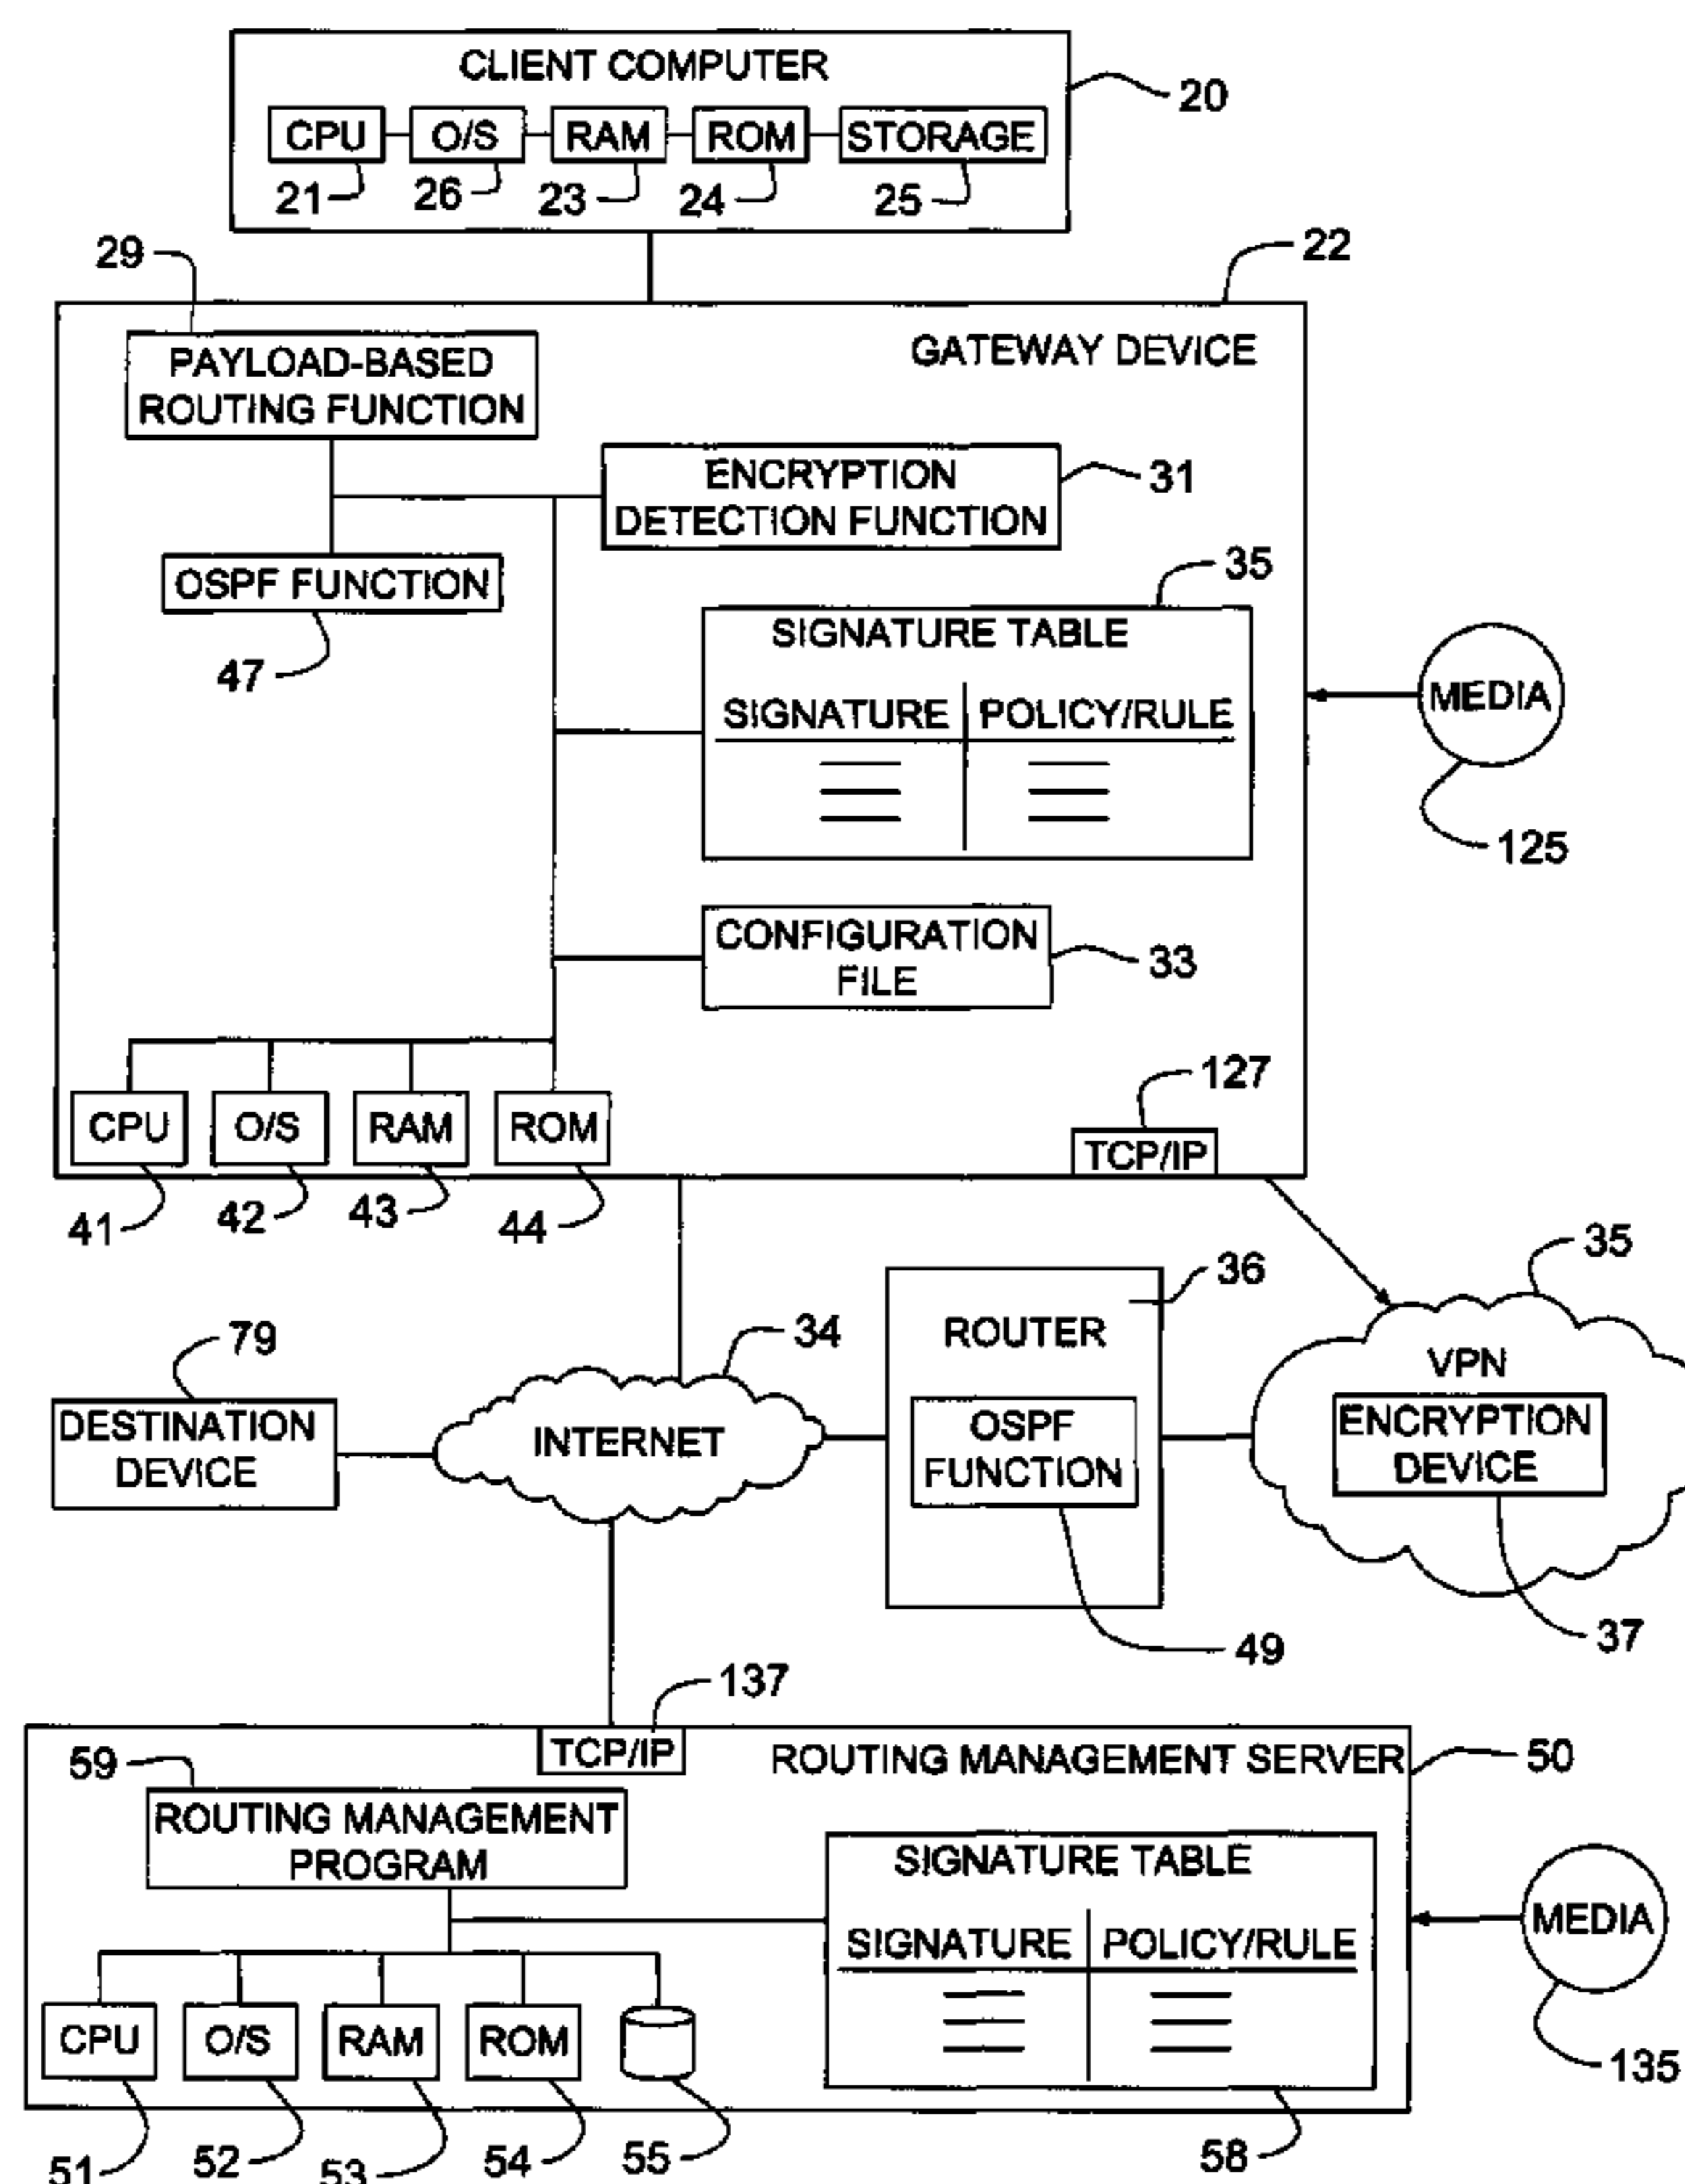 CLIENT COMPUTER
20
CPU O/S RAM ROM STORAGE
21 26 23 24 25
29
22
PAYLOAD-BASED
ROUTING FUNCTION
GATEWAY DEVICE
ENCRYPTION
DETECTION FUNCTION
31
OSPF FUNCTION
47
35
SIGNATURE TABLE
SIGNATURE POLICY/RULE
MEDIA
125
CONFIGURATION
FILE
33
127
CPU O/S RAM ROM
TCP/IP
41 42 43 44
79
34
36
35
ROUTER
VPN
DESTINATION
DEVICE
INTERNET
OSPF
FUNCTION
ENCRYPTION
DEVICE
49
37
137
TCP/IP
ROUTING MANAGEMENT SERVER
50
59
ROUTING MANAGEMENT
PROGRAM
SIGNATURE TABLE
SIGNATURE POLICY/RULE
MEDIA
135
CPU O/S RAM ROM
51 52 53 54 55 58